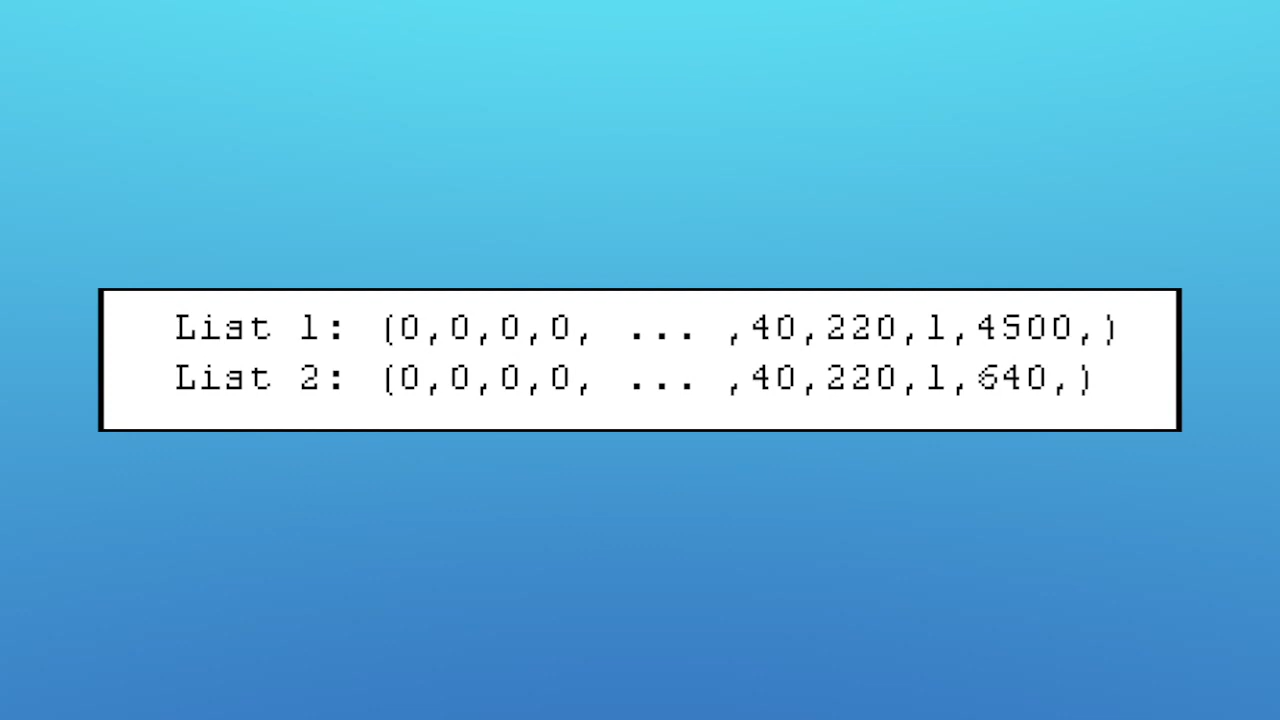 List 1: (0,0,0,0, ... ,40,220,1,4500,)
List 2: (0,0,0,0, ... ,40,220,1,640,)